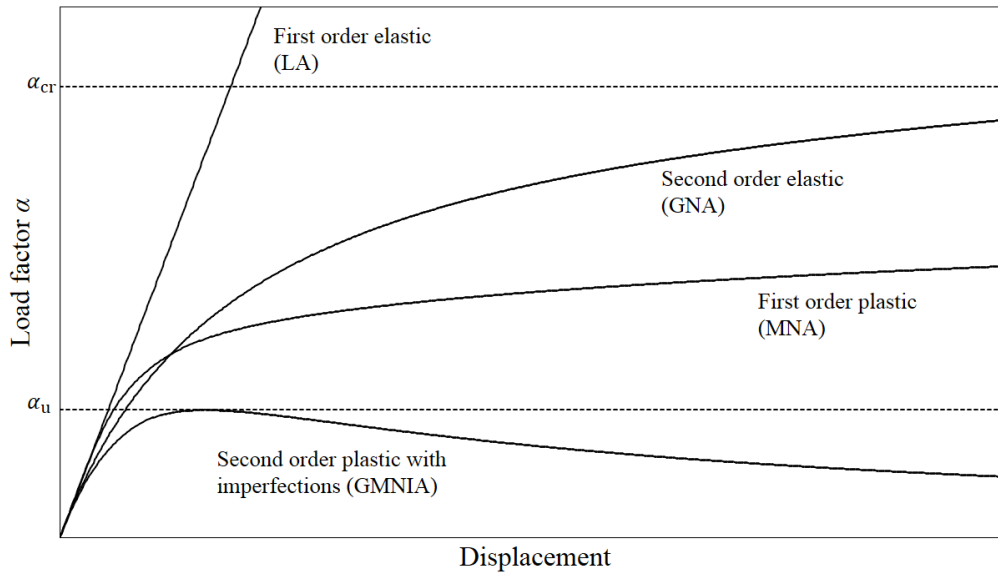 First order elastic
(LA)
αcr
Second order elastic
(GNA)
Load factor α
First order plastic
(MNA)
αu
Second order plastic with
imperfections (GMNIA)
Displacement